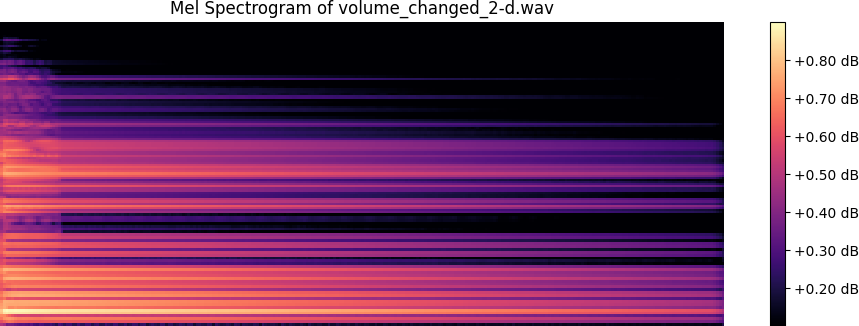 Mel Spectrogram of volume_changed_2-d.wav
+0.80 dB
+0.70 dB
+0.60 dB
+0.50 dB
+0.40 dB
+0.30 dB
+0.20 dB